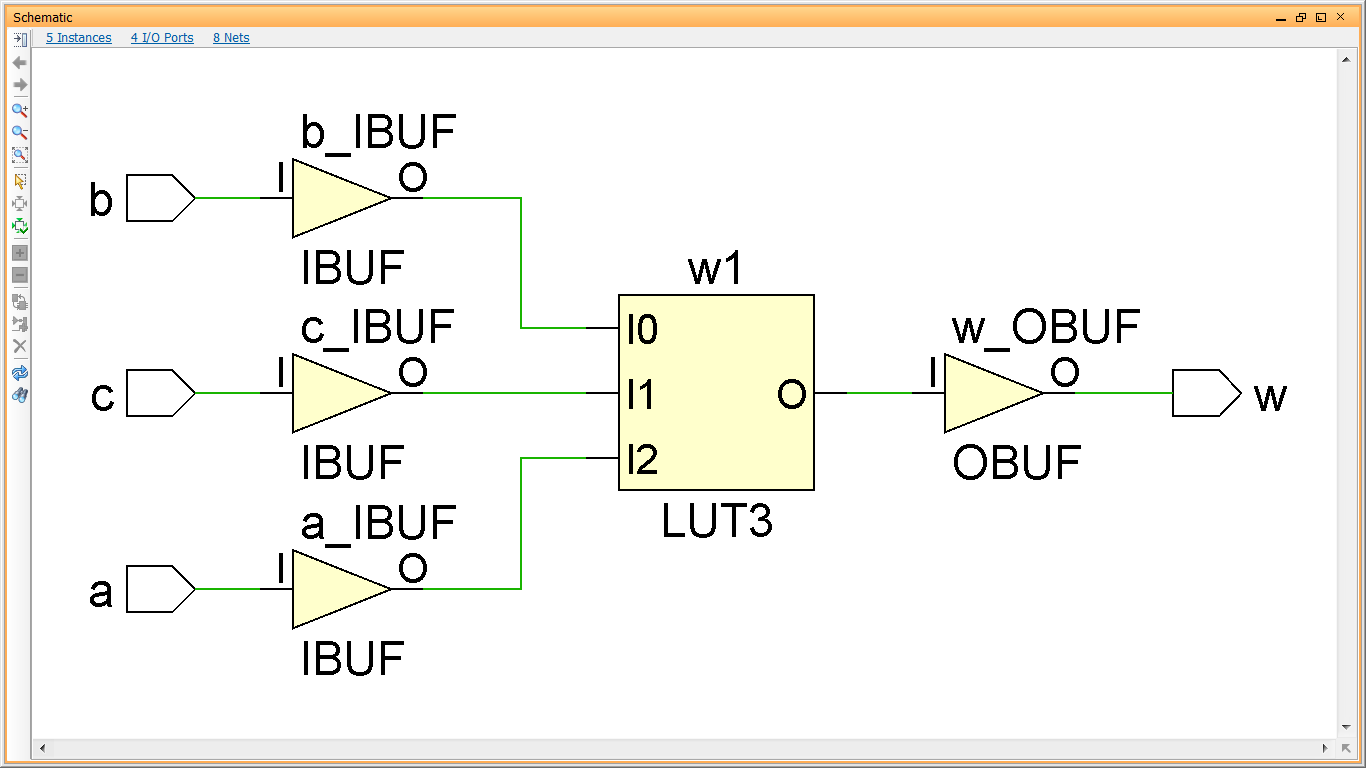 Schematic
5 Instances 4 I/O Ports 8 Nets
b_IBUF
b I O
IBUF
c_IBUF
c I O
IBUF
a_IBUF
a I O
IBUF
w1
I0
I1 O
I2
LUT3
w_OBUF
I O w
OBUF